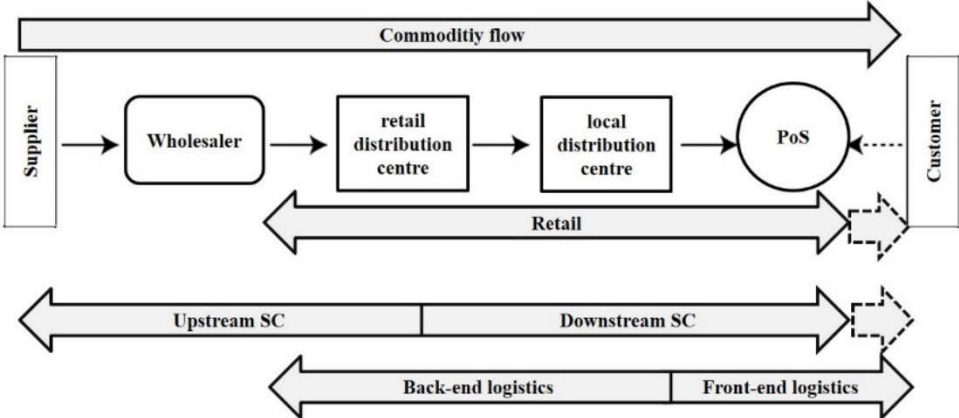 Commoditiy flow
Supplier
Wholesaler
retail
distribution
centre
local
distribution
centre
PoS
Customer
Retail
Upstream SC
Downstream SC
Back-end logistics
Front-end logistics